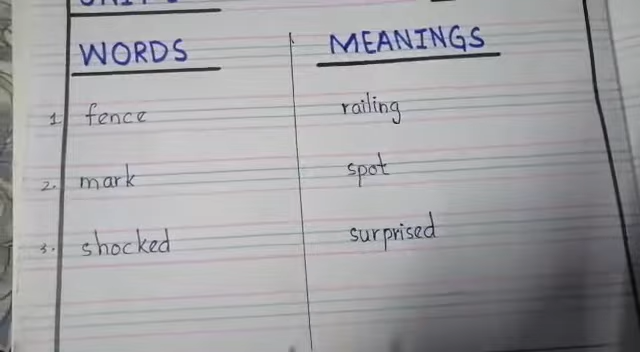 WORDS MEANINGS
1. fence railing
2. mark spot
3. shocked surprised